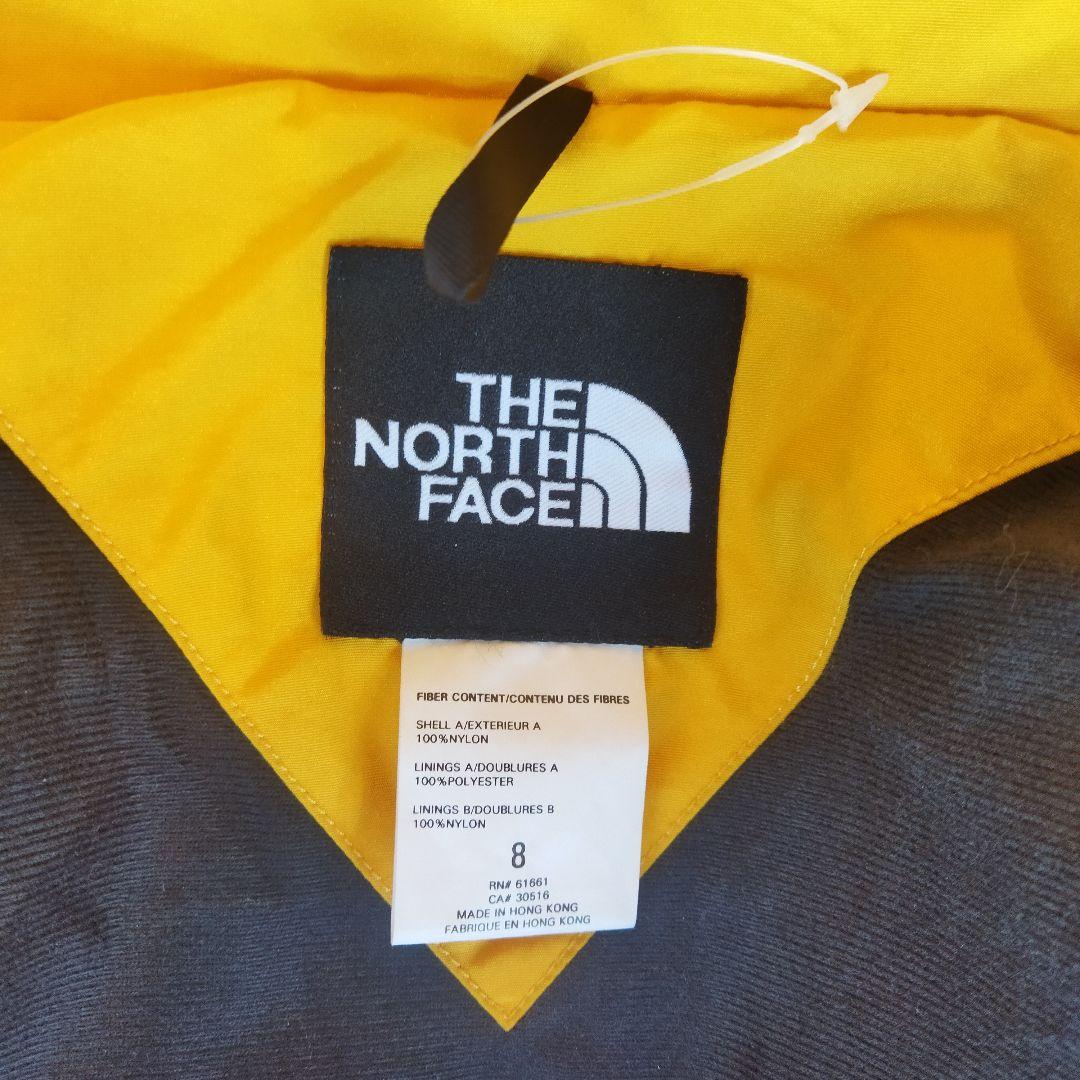 THE
NORTH
FACE
FIBER CONTENT/CONTENU DES FIBRES
SHELL A/EXTERIEUR A
100%NYLON
LININGS A/DOUBLURES A
100%POLYESTER
LININGS B/DOUBLURES B
100%NYLON
8
RN# 61661
CA# 30516
MADE IN HONG KONG
FABRIQUE EN HONG KONG